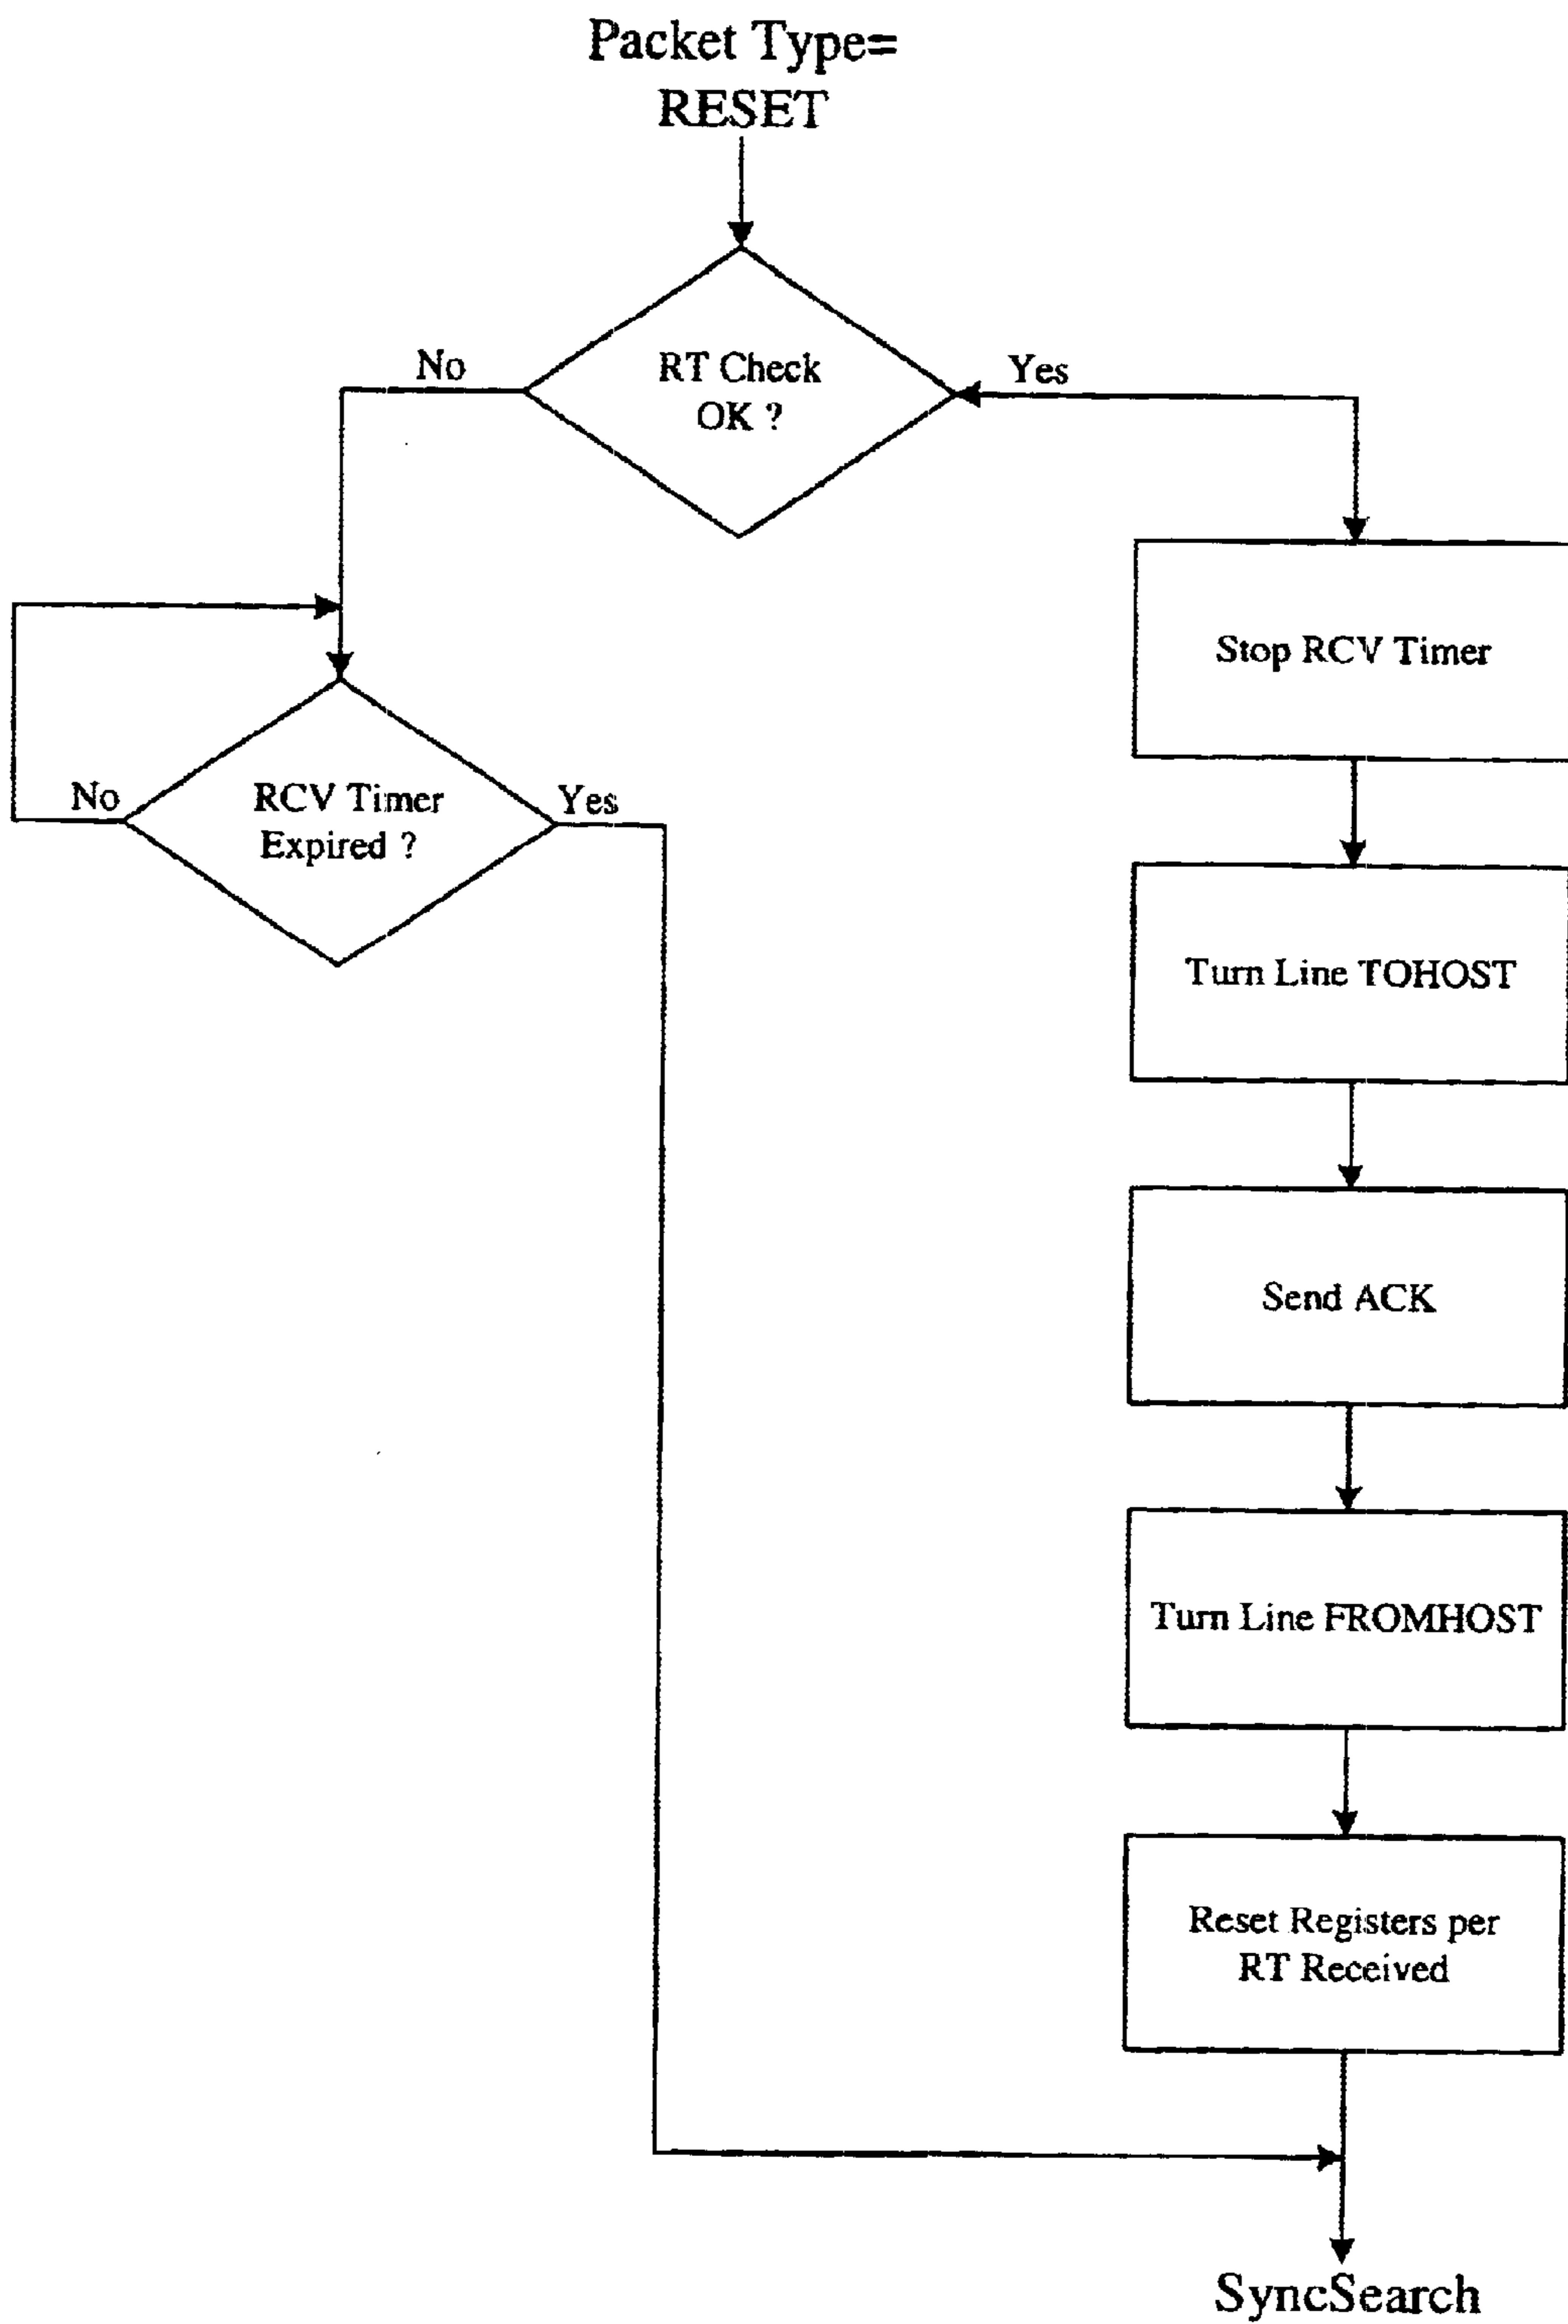 Packet Type=
RESET
No
RT Check
OK ?
Yes
Stop RCV Timer
No
RCV Timer
Expired ?
Yes
Turn Line TOHOST
Send ACK
Turn Line FROMHOST
Reset Registers per
RT Received
SyncSearch